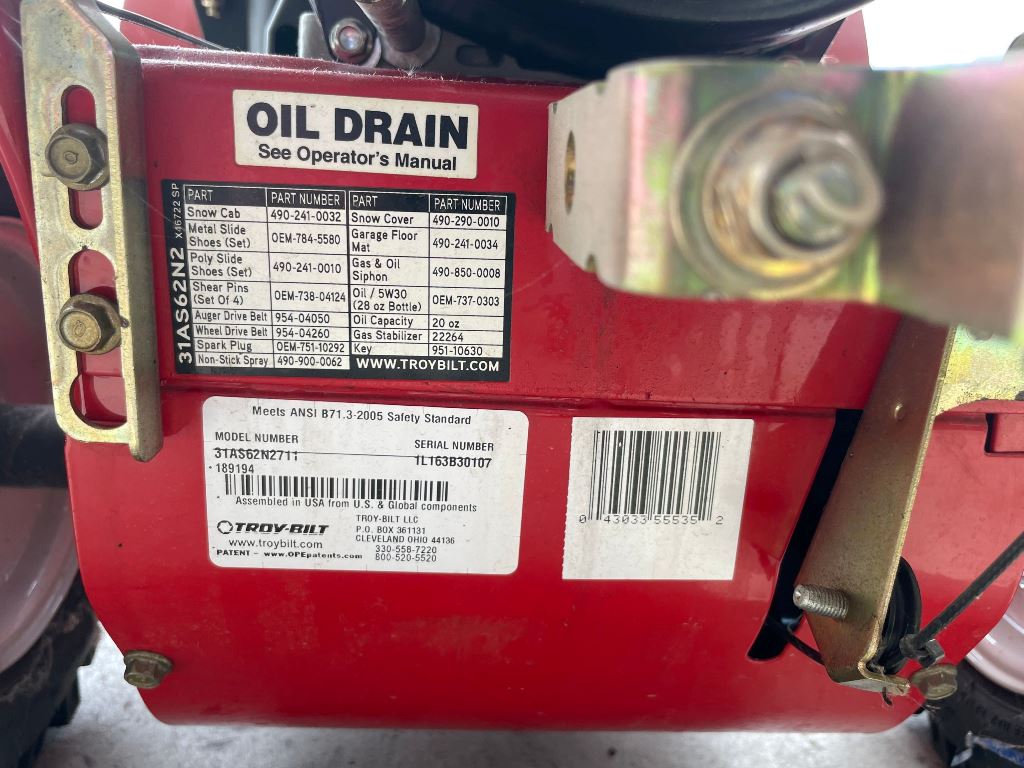 OIL DRAIN
See Operator's Manual
31AS62N2 X46722 SP
PART PART NUMBER PART PART NUMBER
Snow Cab 490-241-0032 Snow Cover 490-290-0010
Metal Slide Shoes (Set) OEM-784-5580 Garage Floor Mat 490-241-0034
Poly Slide Shoes (Set) 490-241-0010 Gas & Oil Siphon 490-850-0008
Shear Pins (Set Of 4) OEM-738-04124 Oil / 5W30 (28 oz Bottle) OEM-737-0303
Auger Drive Belt 954-04050 Oil Capacity 20 oz
Wheel Drive Belt 954-04260 Gas Stabilizer 22264
Spark Plug OEM-751-10292 Key 951-10630
Non-Stick Spray 490-900-0062 WWW.TROYBILT.COM
Meets ANSI B71.3-2005 Safety Standard
MODEL NUMBER SERIAL NUMBER
31AS62N2711 1L163B30107
189194
Assembled in USA from U.S. & Global components
TROY-BILT TROY-BILT LLC
www.troybilt.com P.O. BOX 361131
CLEVELAND OHIO 44136
PATENT - www.OPEpatents.com 330-558-7220
800-520-5520
0 43033 55535 2